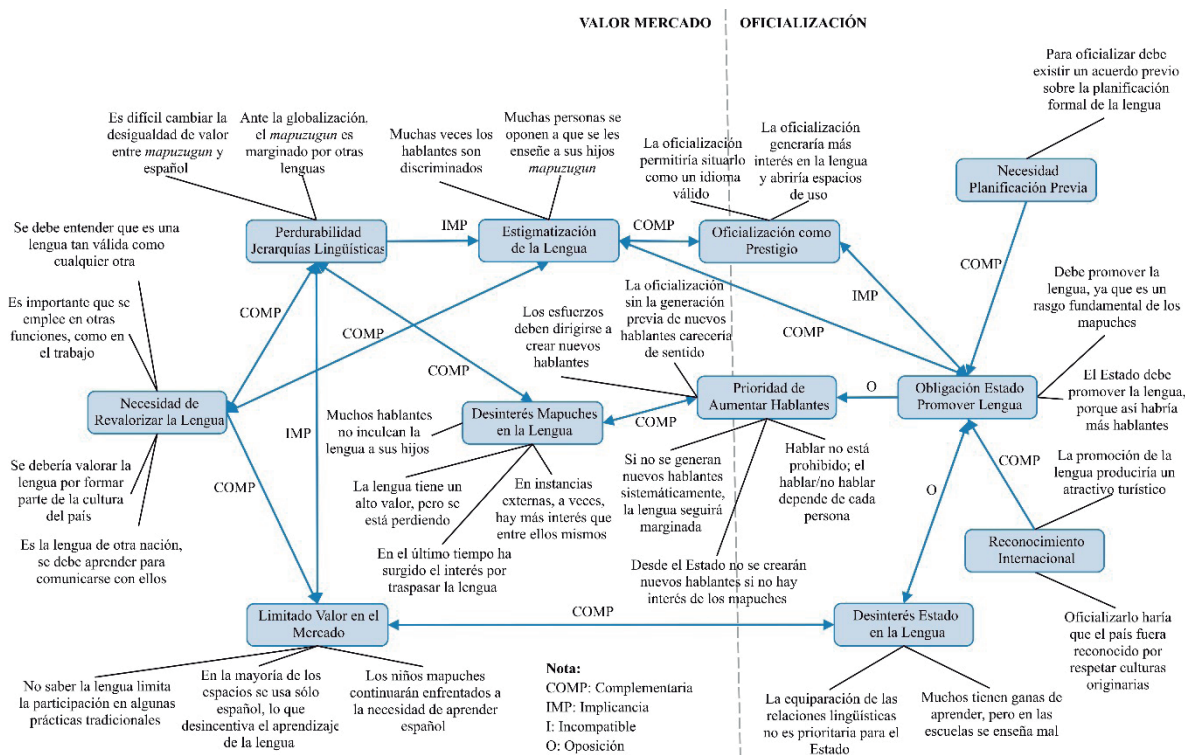 VALOR MERCADO
OFICIALIZACIÓN
Para oficializar debe
existir un acuerdo previo
sobre la planificación
formal de la lengua
Es difícil cambiar la
desigualdad de valor
entre mapuzugun y
español
Ante la globalización,
el mapuzugun es
marginado por otras
lenguas
Muchas veces los
hablantes son
discriminados
Muchas personas se
oponen a que se les
enseñe a sus hijos
mapuzugun
La oficialización
permitiría situarlo
como un idioma
válido
La oficialización
generaría más
interés en la lengua
y abriría espacios
de uso
Necesidad
Planificación Previa
Perdurabilidad
Jerarquías Lingüísticas
IMP
Estigmatización
de la Lengua
COMP
Oficialización como
Prestigio
Se debe entender que es una
lengua tan válida como
cualquier otra
Es importante que se
emplee en otras
funciones, como en
el trabajo
COMP
COMP
Los esfuerzos
deben dirigirse a
crear nuevos
hablantes
La oficialización
sin la generación
previa de nuevos
hablantes carecería
de sentido
COMP
IMP
COMP
Debe promover la
lengua, ya que es un
rasgo fundamental de los
mapuches
COMP
Necesidad de
Revalorizar la Lengua
Desinterés Mapuches
en la Lengua
COMP
Prioridad de
Aumentar Hablantes
O
Obligación Estado
Promover Lengua
El Estado debe
promover la lengua,
porque así habría
más hablantes
Muchos hablantes
no inculcan la
lengua a sus hijos
IMP
COMP
Se debería valorar la
lengua por formar
parte de la cultura
del país
Es la lengua de otra nación,
se debe aprender para
comunicarse con ellos
La lengua tiene un
alto valor, pero se
está perdiendo
En instancias
externas, a veces,
hay más interés que
entre ellos mismos
En el último tiempo ha
surgido el interés por
traspasar la lengua
Si no se generan
nuevos hablantes
sistemáticamente,
la lengua seguirá
marginada
Hablar no está
prohibido; el
hablar/no hablar
depende de cada
persona
Desde el Estado no se crearán
nuevos hablantes si no hay
interés de los mapuches
O
COMP
La promoción de la
lengua produciría un
atractivo turístico
Reconocimiento
Internacional
Oficializarlo haría
que el país fuera
reconocido por
respetar culturas
originarias
Limitado Valor en el
Mercado
COMP
Desinterés Estado
en la Lengua
No saber la lengua limita
la participación en algunas
prácticas tradicionales
En la mayoría de los
espacios se usa sólo
español, lo que
desincentiva el aprendizaje
de la lengua
Los niños mapuches
continuarán enfrentados a
la necesidad de aprender
español
Nota:
COMP: Complementaria
IMP: Implicancia
I: Incompatible
O: Oposición
La equiparación de las
relaciones lingüísticas
no es prioritaria para el
Estado
Muchos tienen ganas de
aprender, pero en las
escuelas se enseña mal